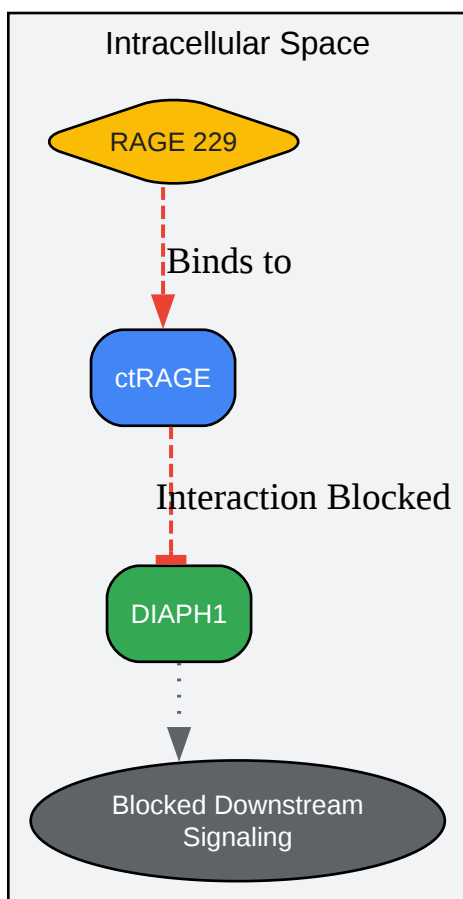 Intracellular Space
RAGE 229
Binds to
ctRAGE
Interaction Blocked
DIAPH1
Blocked Downstream
Signaling